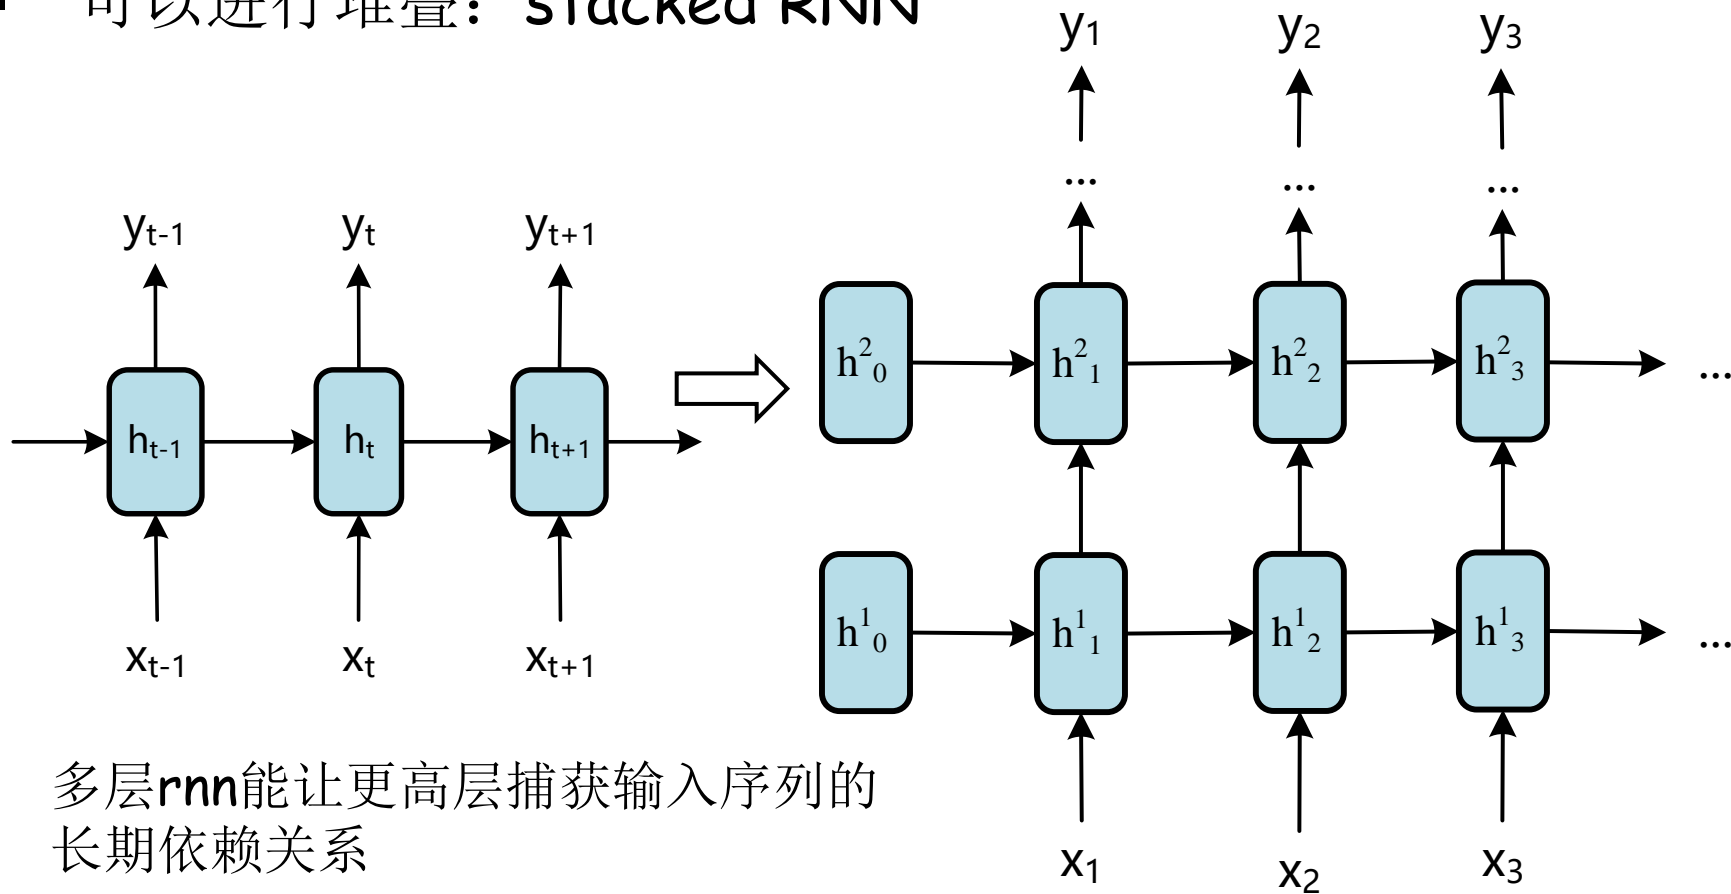 可以进行堆叠：stacked RNN
y₁ y₂ y₃
... ... ...
yₜ₋₁ yₜ yₜ₊₁
h²₀ h²₁ h²₂ h²₃ ...
hₜ₋₁ hₜ hₜ₊₁
h¹₀ h¹₁ h¹₂ h¹₃ ...
xₜ₋₁ xₜ xₜ₊₁
多层rnn能让更高层捕获输入序列的
长期依赖关系
x₁ x₂ x₃